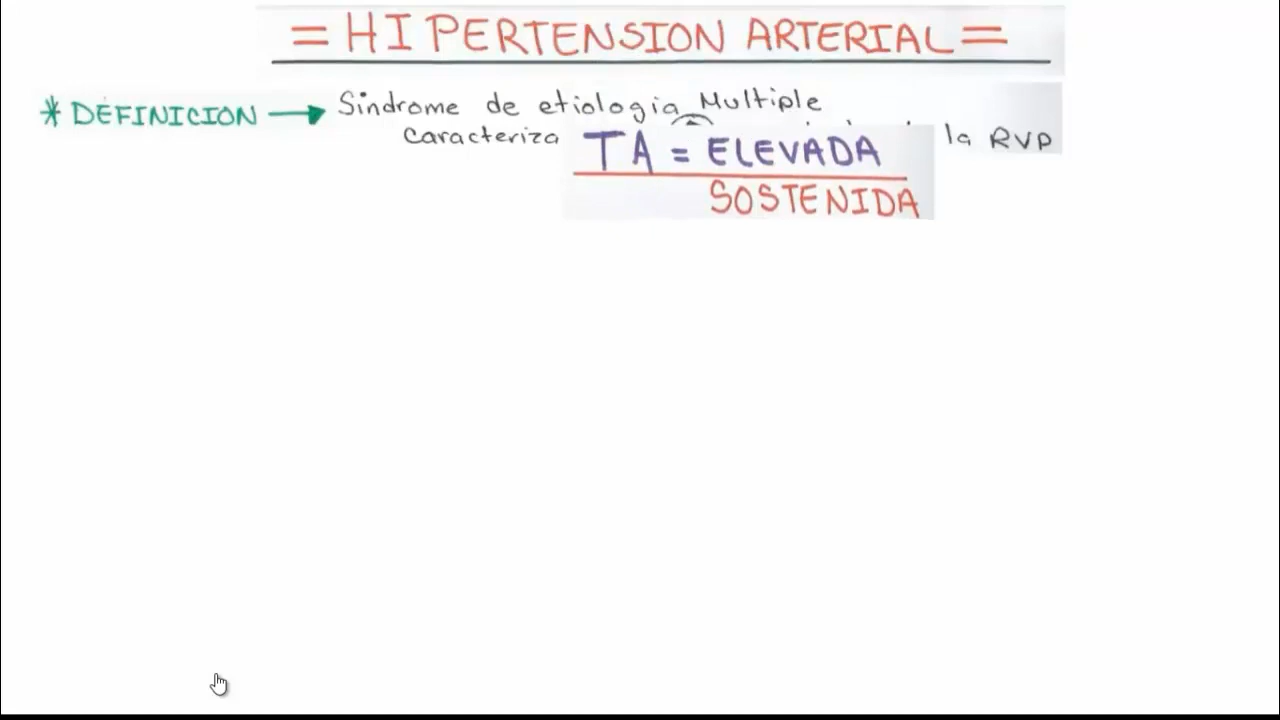 = HIPERTENSION ARTERIAL =
* DEFINICION → Sindrome de etiologia Multiple
caracteriza la RVP
TA = ELEVADA
SOSTENIDA